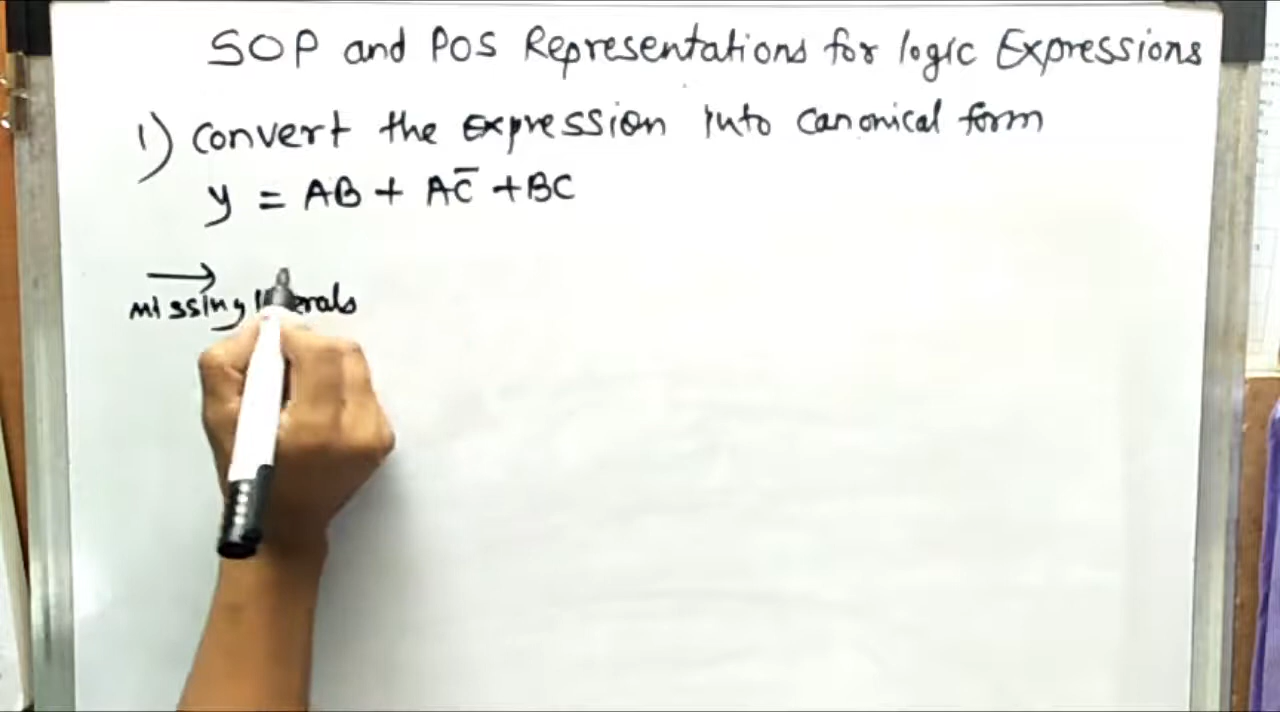 SOP and POS Representations for logic Expressions
1) Convert the expression into canonical form
y = AB + AC̅ + BC
missing